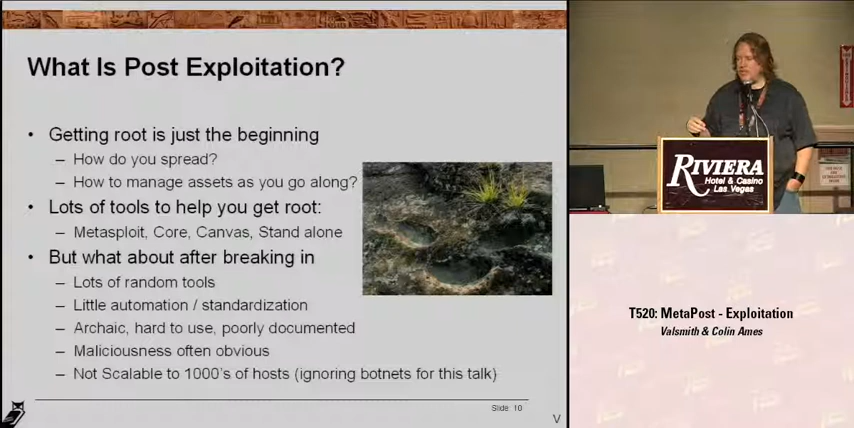 What Is Post Exploitation?
• Getting root is just the beginning
– How do you spread?
– How to manage assets as you go along?
• Lots of tools to help you get root:
– Metasploit, Core, Canvas, Stand alone
• But what about after breaking in
– Lots of random tools
– Little automation / standardization
– Archaic, hard to use, poorly documented
– Maliciousness often obvious
– Not Scalable to 1000's of hosts (ignoring botnets for this talk)
Slide: 10
V
RIVIERA
Hotel & Casino
Las Vegas
T520: MetaPost - Exploitation
Valsmith & Colin Ames